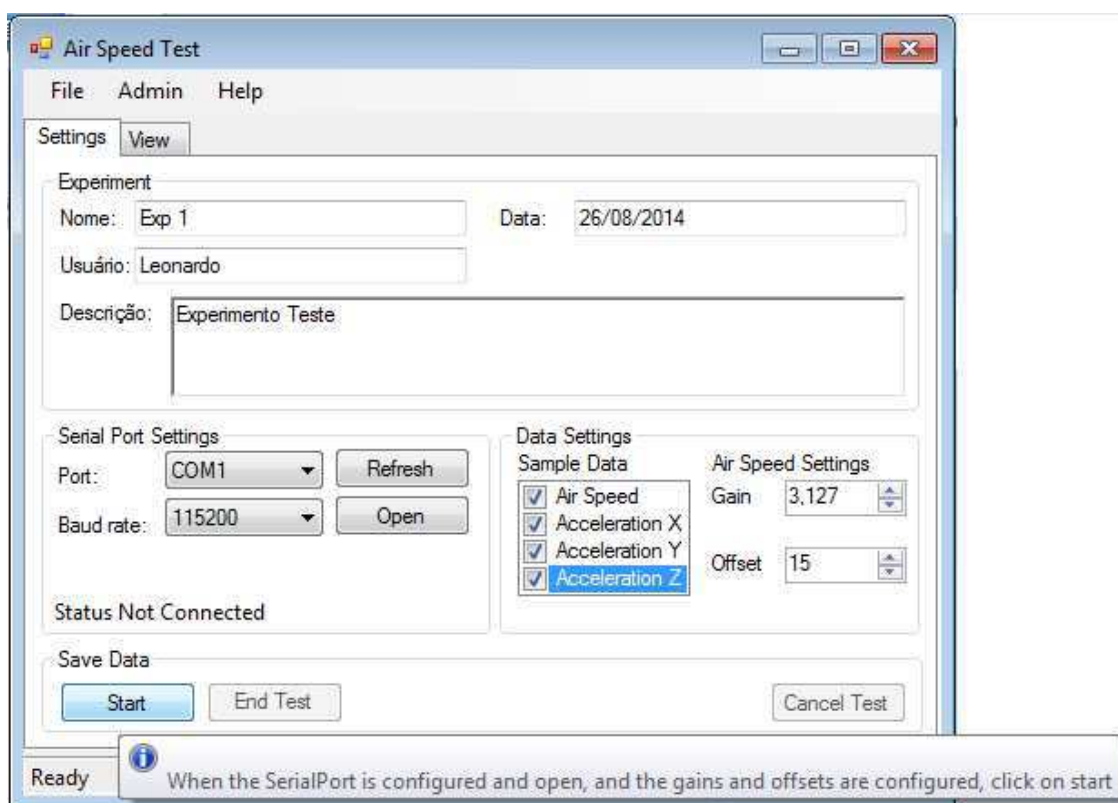 Air Speed Test
File Admin Help
Settings View
Experiment
Nome: Exp 1 Data: 26/08/2014
Usuário: Leonardo
Descrição: Experimento Teste
Serial Port Settings Data Settings
Sample Data Air Speed Settings
Port: COM1 Refresh
Air Speed Gain 3,127
Acceleration X
Baud rate: 115200 Open
Acceleration Y
Acceleration Z Offset 15
Status Not Connected
Save Data
Start End Test Cancel Test
Ready When the SerialPort is configured and open, and the gains and offsets are configured, click on start